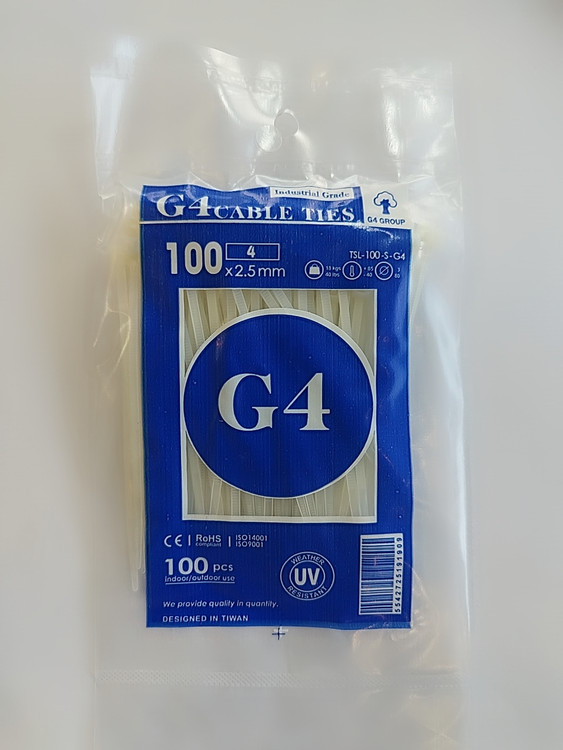 Industrial Grade
G4 CABLE TIES
G4 GROUP
100 4
x 2.5 mm
TSL-100-S-G4
G4
CE RoHS
compliant
ISO14001
ISO9001
100 pcs
indoor/outdoor use
WEATHER
UV
RESISTANT
5542725191909
We provide quality in quantity.
DESIGNED IN TIWAN